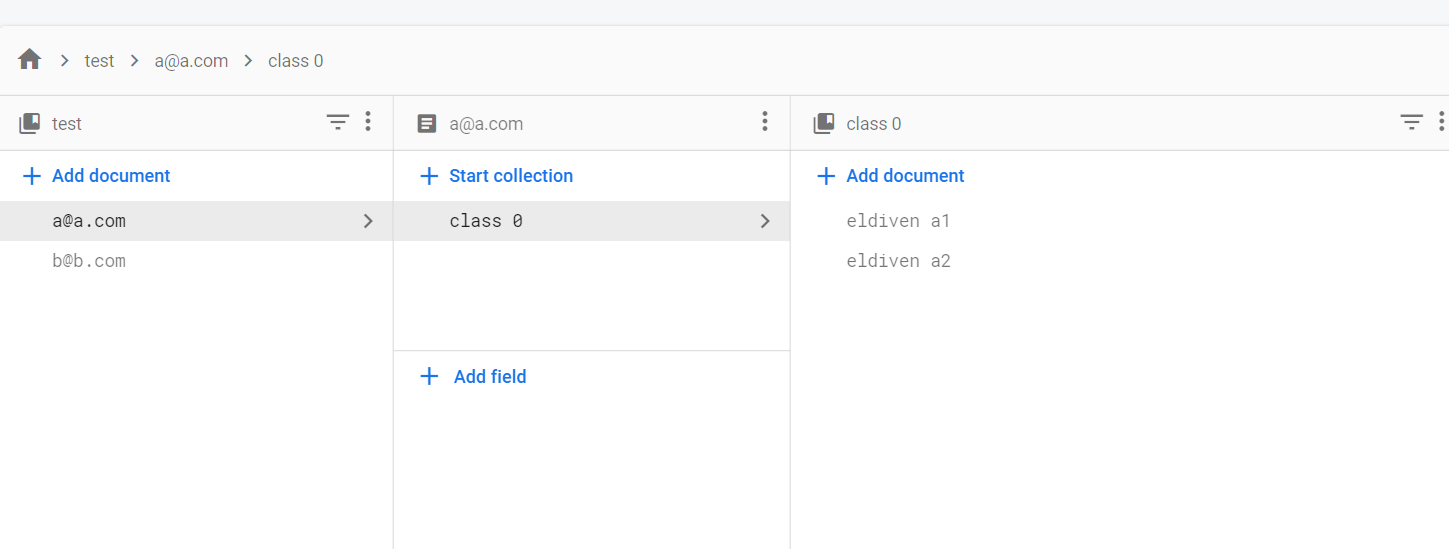 test a@a.com class 0
test
Add document
a@a.com
b@b.com
a@a.com
Start collection
class 0
Add field
class 0
Add document
eldiven a1
eldiven a2